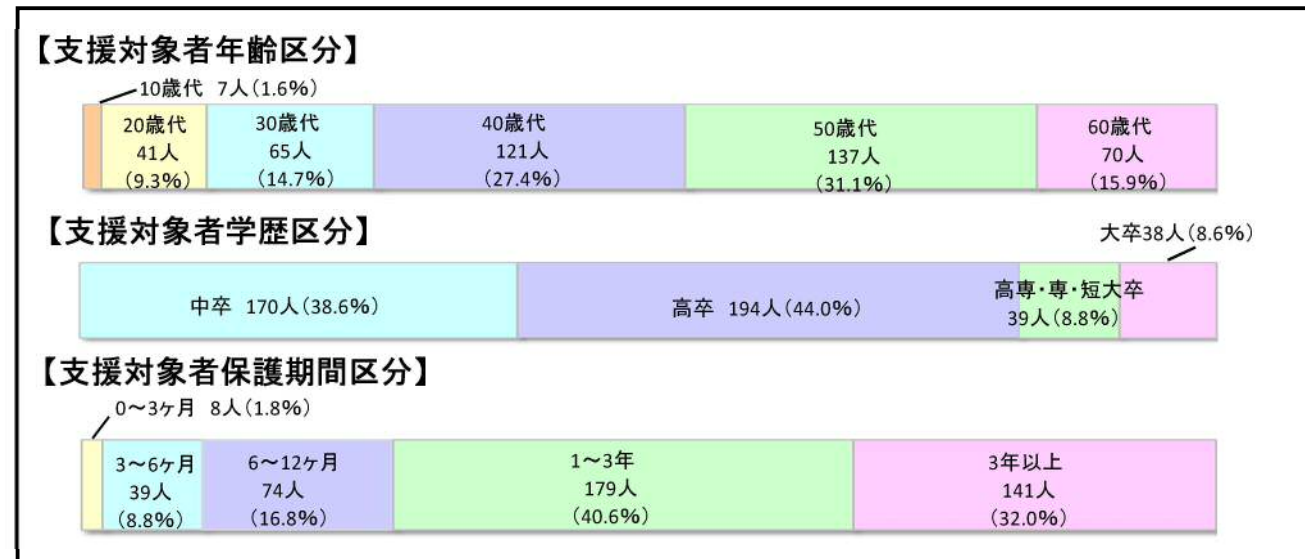 【支援対象者年齢区分】
10歳代 7人(1.6%)
20歳代
41人
(9.3%)
30歳代
65人
(14.7%)
40歳代
121人
(27.4%)
50歳代
137人
(31.1%)
60歳代
70人
(15.9%)
【支援対象者学歴区分】
大卒38人(8.6%)
中卒 170人(38.6%)
高卒 194人(44.0%)
高専・専・短大卒
39人(8.8%)
【支援対象者保護期間区分】
0～3ヶ月 8人(1.8%)
3～6ヶ月
39人
(8.8%)
6～12ヶ月
74人
(16.8%)
1～3年
179人
(40.6%)
3年以上
141人
(32.0%)